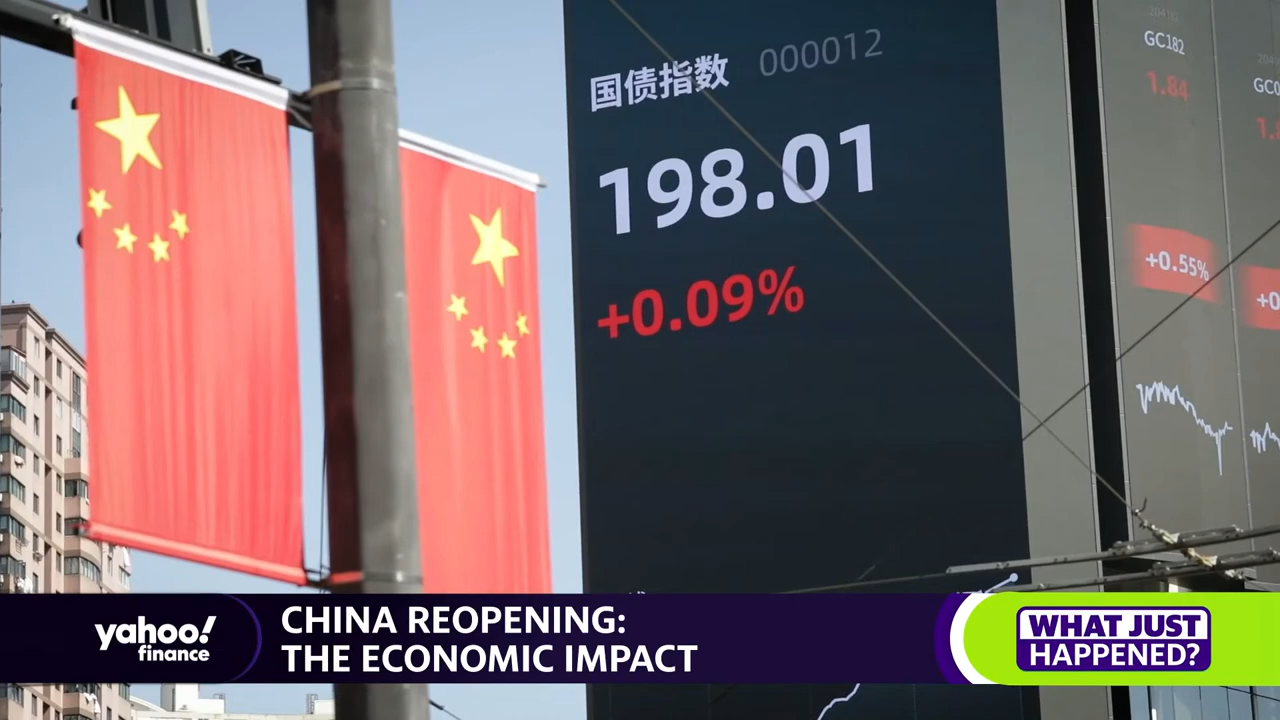 国债指数 000012
198.01
+0.09%
GC182
1.84
+0.55%
yahoo!
finance
CHINA REOPENING:
THE ECONOMIC IMPACT
WHAT JUST
HAPPENED?